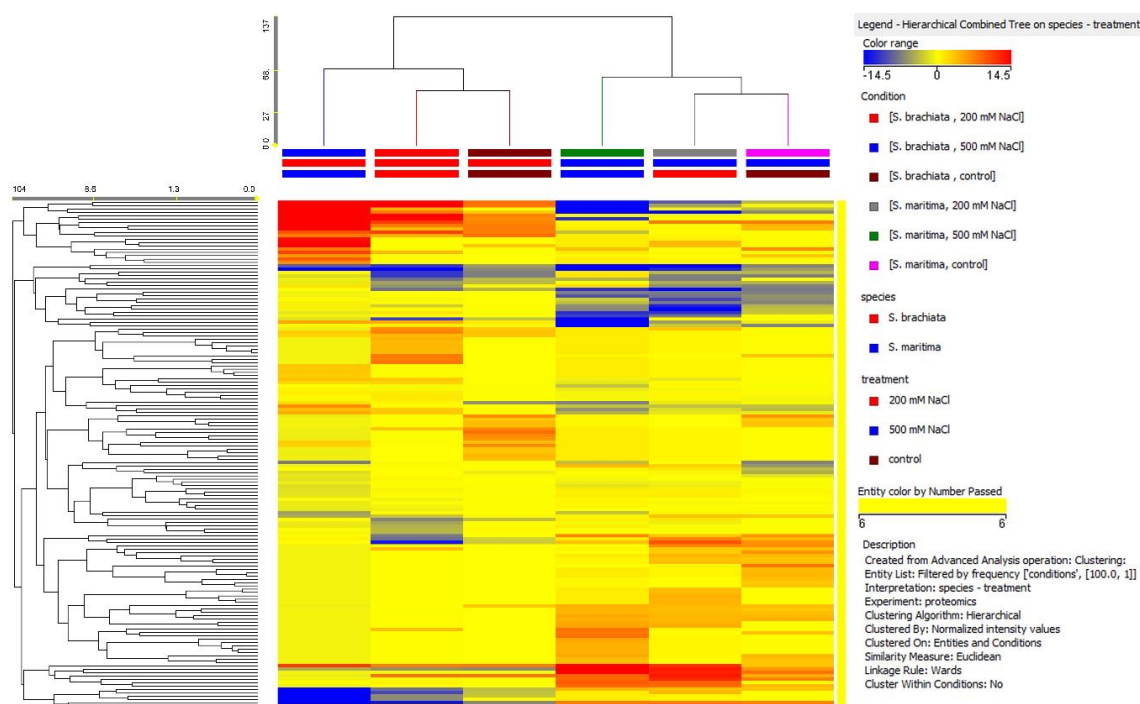 137
68.
27
0.0
104
8.6
1.3
0.0
Legend - Hierarchical Combined Tree on species - treatment
Color range
-14.5 0 14.5
Condition
[S. brachiata , 200 mM NaCl]
[S. brachiata , 500 mM NaCl]
[S. brachiata , control]
[S. maritima, 200 mM NaCl]
[S. maritima, 500 mM NaCl]
[S. maritima, control]
species
S. brachiata
S. maritima
treatment
200 mM NaCl
500 mM NaCl
control
Entity color by Number Passed
6 6
Description
Created from Advanced Analysis operation: Clustering:
Entity List: Filtered by frequency ['conditions', [100.0, 1]]
Interpretation: species - treatment
Experiment: proteomics
Clustering Algorithm: Hierarchical
Clustered By: Normalized intensity values
Clustered On: Entities and Conditions
Similarity Measure: Euclidean
Linkage Rule: Wards
Cluster Within Conditions: No